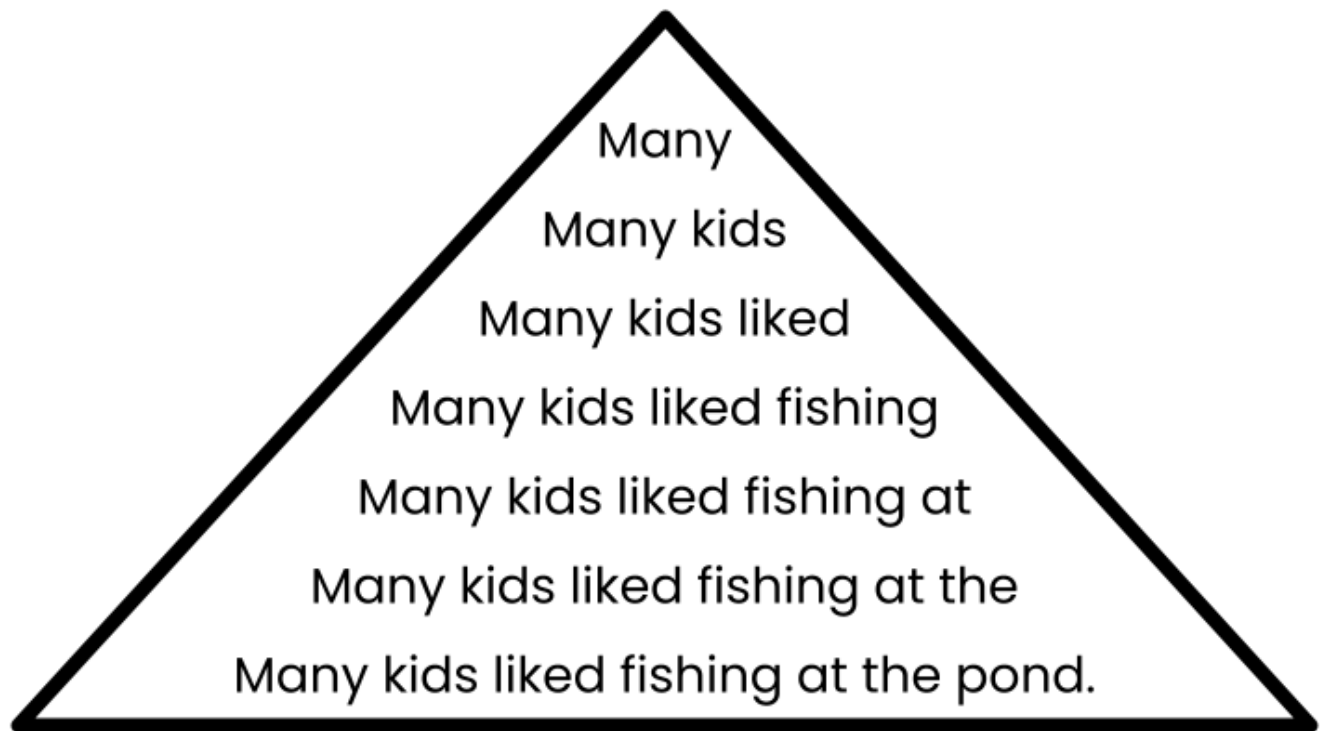 Many
Many kids
Many kids liked
Many kids liked fishing
Many kids liked fishing at
Many kids liked fishing at the
Many kids liked fishing at the pond.